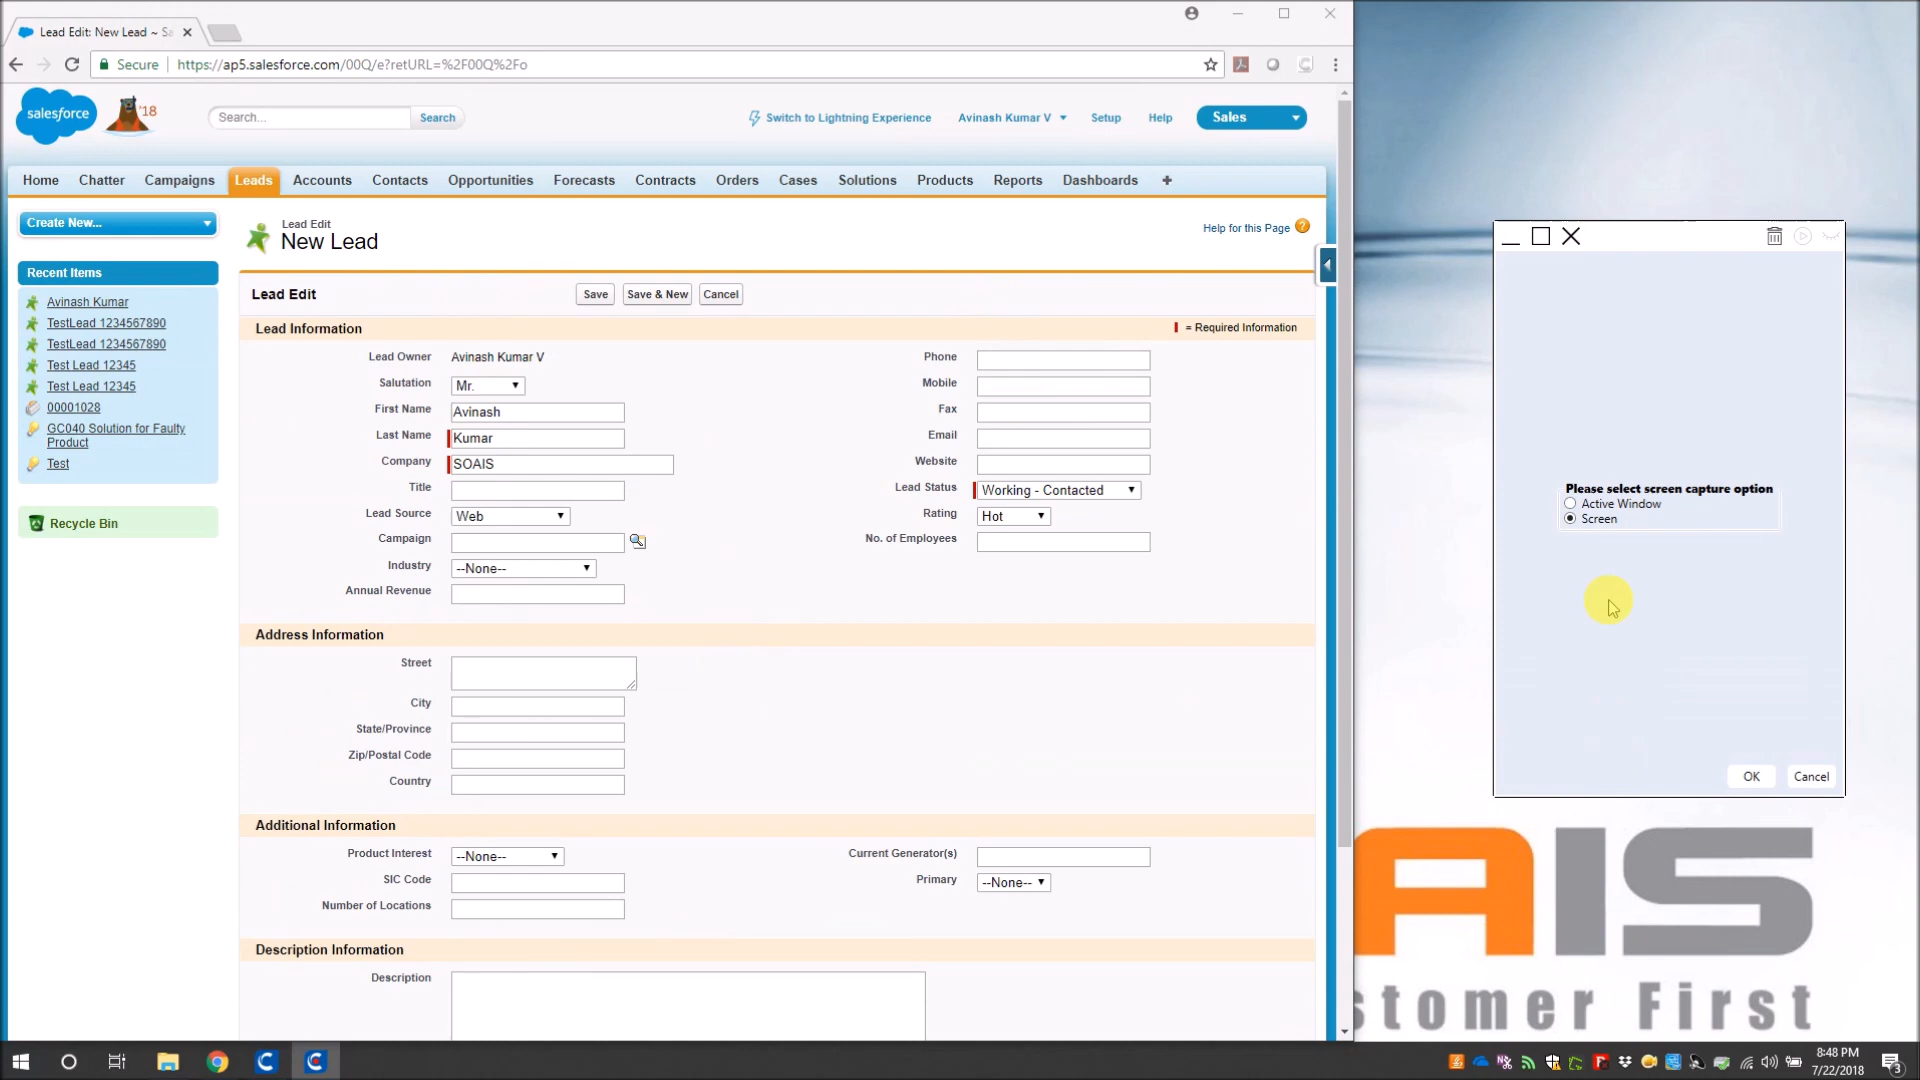 Lead Edit: New Lead ~ Sa
Secure
https://ap5.salesforce.com/00Q/e?retURL=%2F00Q%2Fo
salesforce
'18
Search...
Search
Switch to Lightning Experience
Avinash Kumar V
Setup
Help
Sales
Home
Chatter
Campaigns
Leads
Accounts
Contacts
Opportunities
Forecasts
Contracts
Orders
Cases
Solutions
Products
Reports
Dashboards
+
Create New...
Recent Items
Avinash Kumar
TestLead 1234567890
TestLead 1234567890
Test Lead 12345
Test Lead 12345
00001028
GC040 Solution for Faulty
Product
Test
Recycle Bin
Lead Edit
New Lead
Help for this Page
Lead Edit
Save
Save & New
Cancel
Lead Information
= Required Information
Lead Owner
Avinash Kumar V
Salutation
Mr.
First Name
Avinash
Last Name
Kumar
Company
SOAIS
Title
Lead Source
Web
Campaign
Industry
--None--
Annual Revenue
Phone
Mobile
Fax
Email
Website
Lead Status
Working - Contacted
Rating
Hot
No. of Employees
Address Information
Street
City
State/Province
Zip/Postal Code
Country
Additional Information
Product Interest
--None--
SIC Code
Number of Locations
Current Generator(s)
Primary
--None--
Description Information
Description
Please select screen capture option
Active Window
Screen
OK
Cancel
AIS
stomer First
8:48 PM
7/22/2018
3